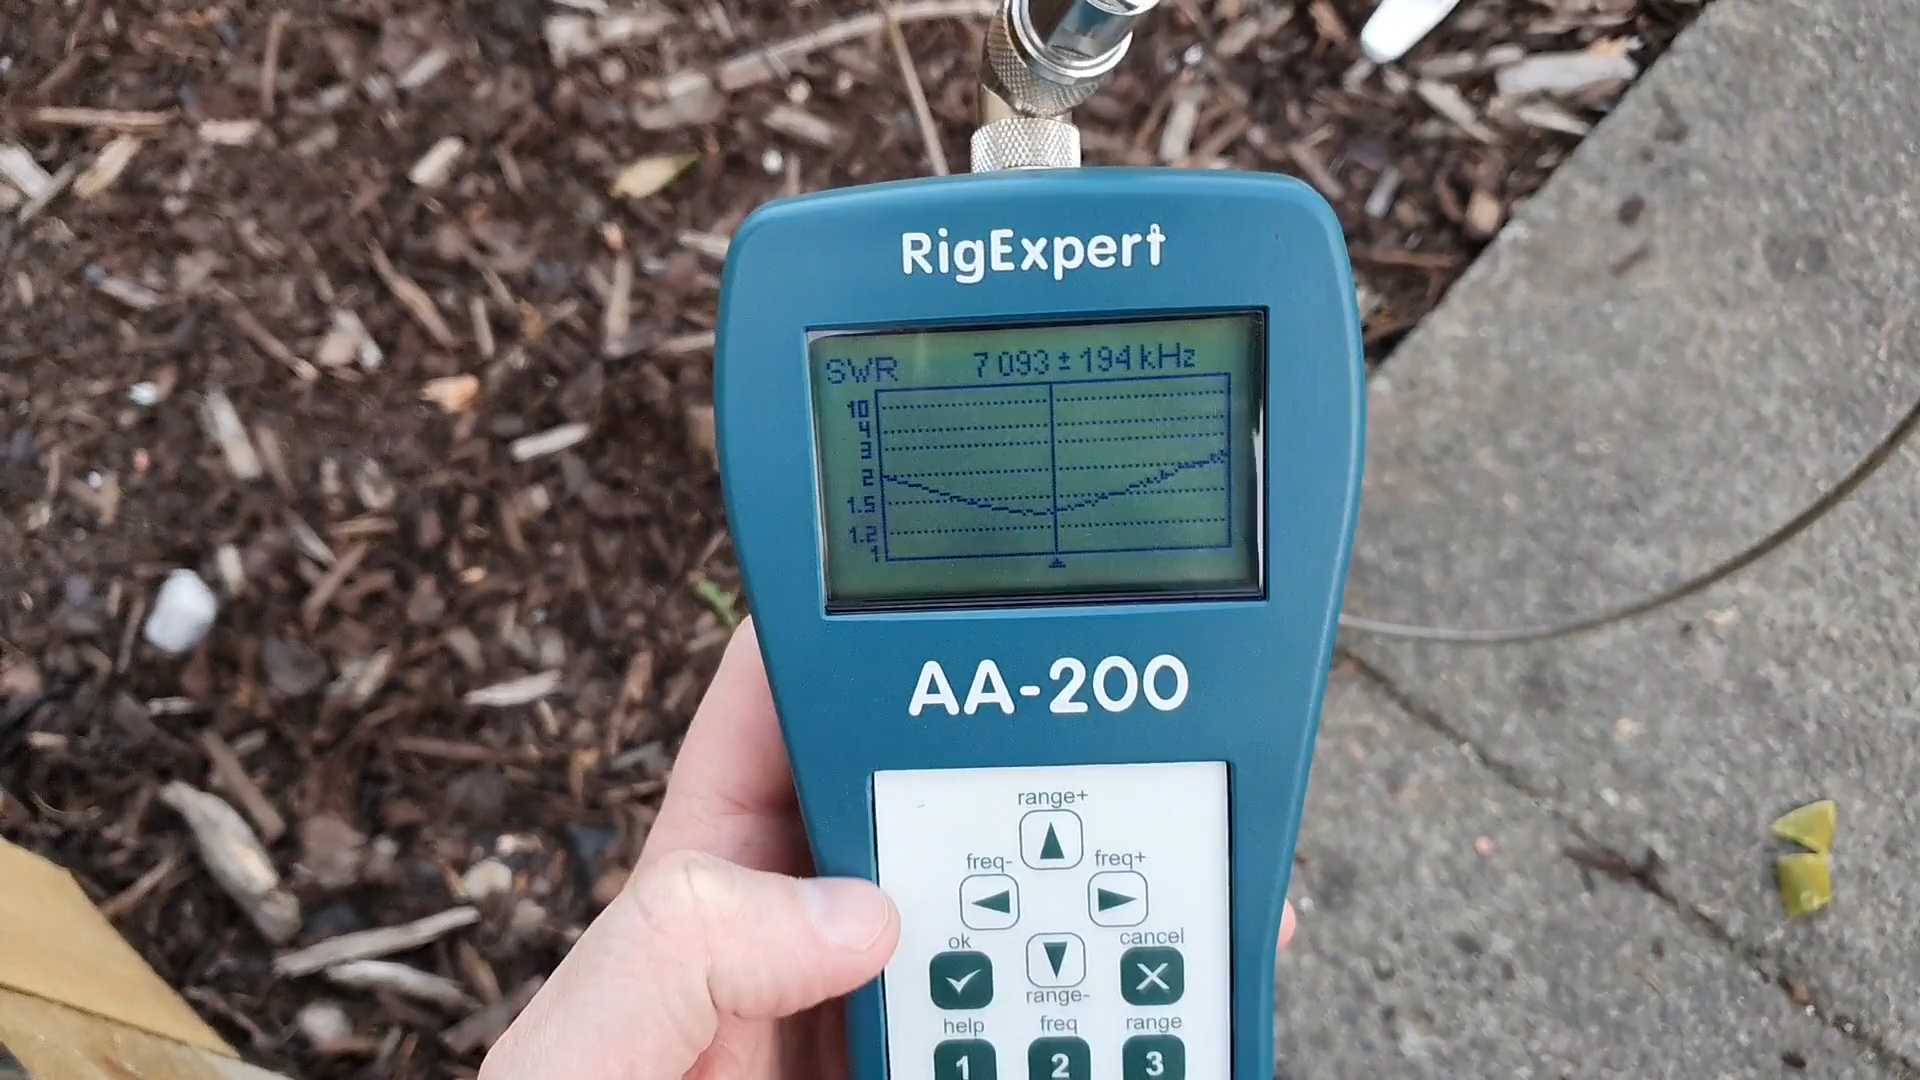 RigExpert
SWR 7 093 ± 194 kHz
10
4
3
2
1.5
1.2
1
AA-200
range+
freq- freq+
ok cancel
range-
help freq range
1 2 3